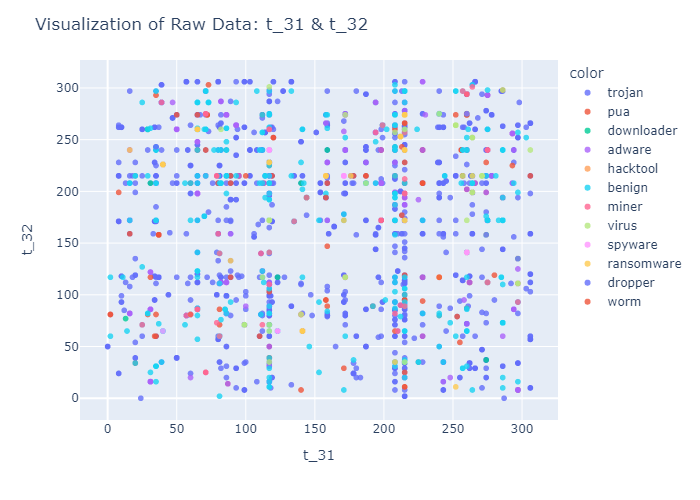 Visualization of Raw Data: t_31 & t_32
color
trojan
pua
downloader
adware
hacktool
benign
miner
virus
spyware
ransomware
dropper
worm
300
250
200
150
100
50
0
t_32
0 50 100 150 200 250 300
t_31